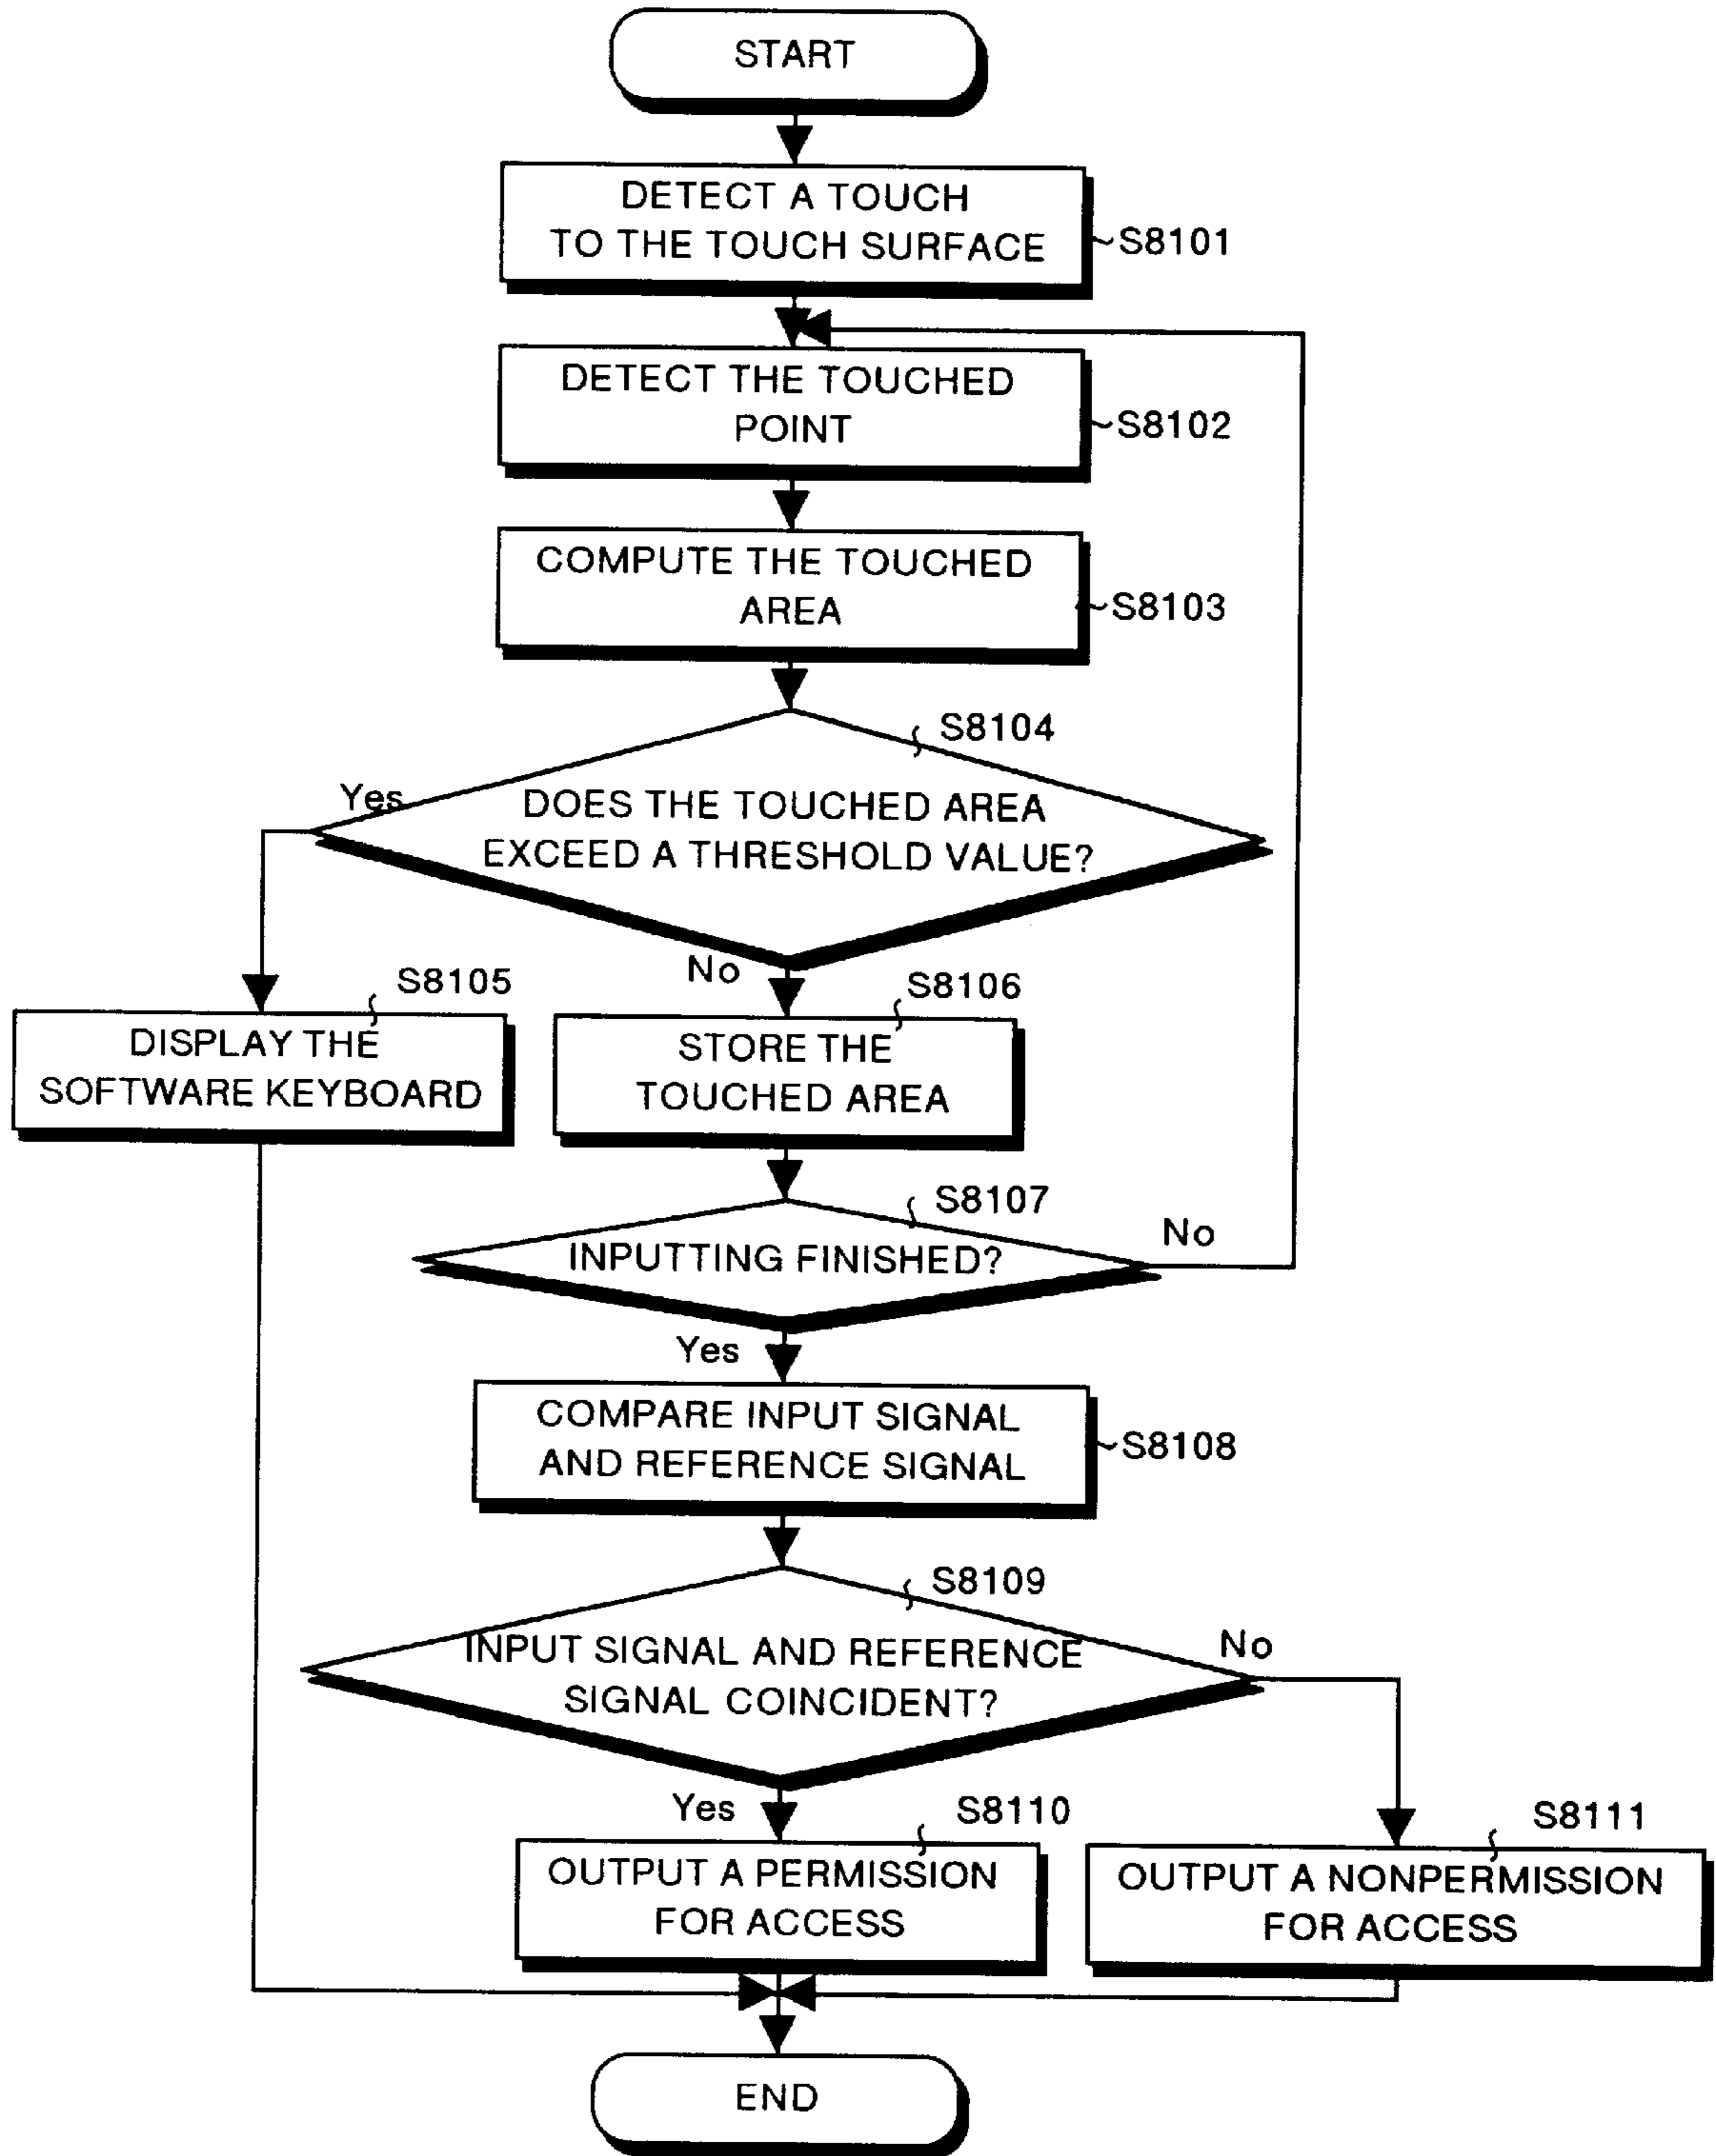 START
DETECT A TOUCH
TO THE TOUCH SURFACE
S8101
DETECT THE TOUCHED
POINT
S8102
COMPUTE THE TOUCHED
AREA
S8103
S8104
Yes
DOES THE TOUCHED AREA
EXCEED A THRESHOLD VALUE?
No
S8105
DISPLAY THE
SOFTWARE KEYBOARD
S8106
STORE THE
TOUCHED AREA
S8107
INPUTTING FINISHED?
No
Yes
COMPARE INPUT SIGNAL
AND REFERENCE SIGNAL
S8108
S8109
INPUT SIGNAL AND REFERENCE
SIGNAL COINCIDENT?
No
Yes
S8110
OUTPUT A PERMISSION
FOR ACCESS
S8111
OUTPUT A NONPERMISSION
FOR ACCESS
END